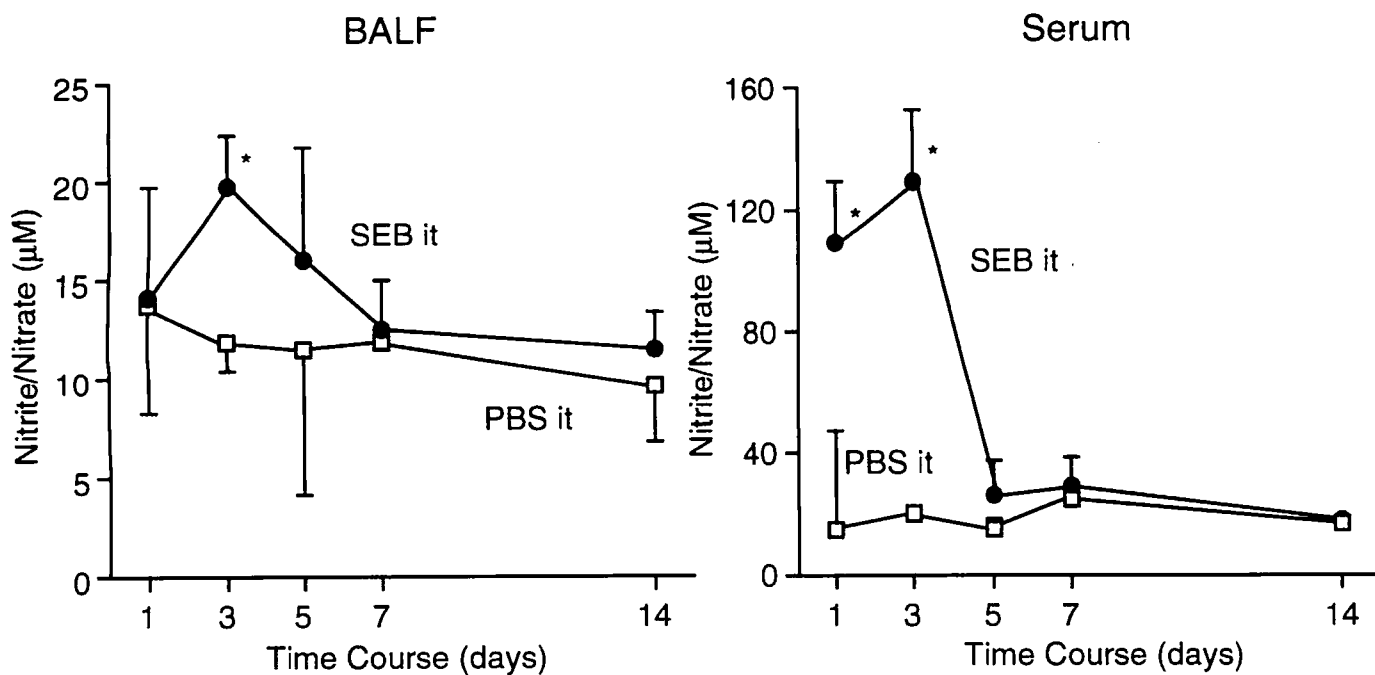 BALF
Nitrite/Nitrate (μM)
25
20
15
10
5
0
*
SEB it
PBS it
1 3 5 7 14
Time Course (days)
Serum
Nitrite/Nitrate (μM)
160
120
80
40
0
*
*
SEB it
PBS it
1 3 5 7 14
Time Course (days)